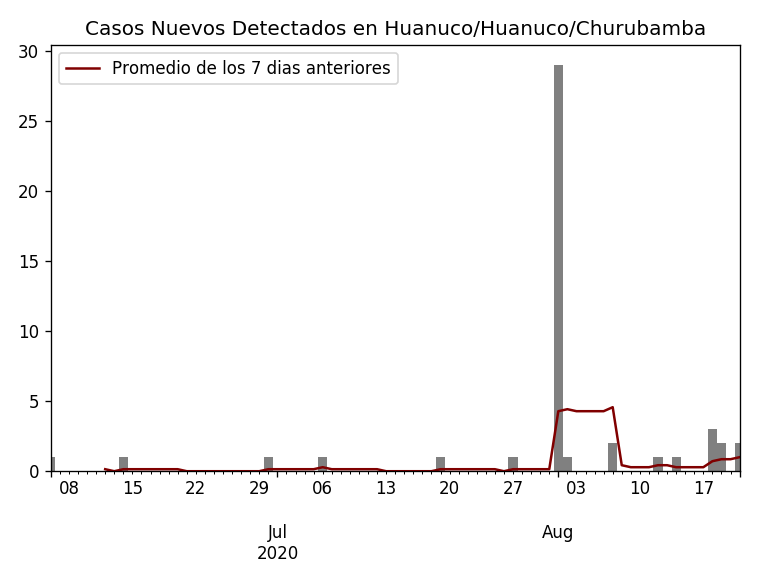 Casos Nuevos Detectados en Huanuco/Huanuco/Churubamba
Promedio de los 7 dias anteriores
30
25
20
15
10
5
0
08 15 22 29 06 13 20 27 03 10 17
Jul Aug
2020